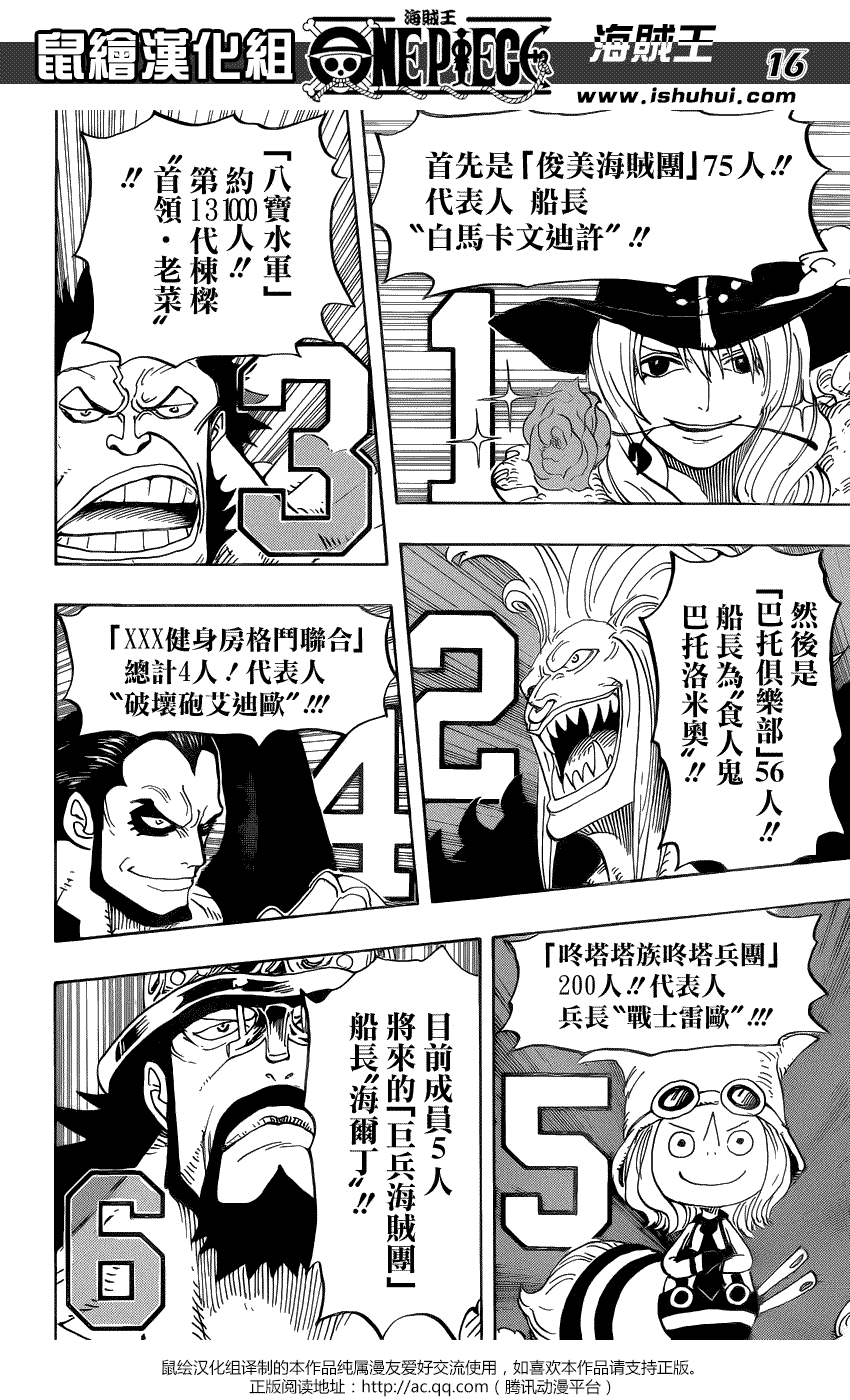 鼠繪漢化組
海賊王
ONE PIECE
海賊王
16
www.ishuhui.com
首先是「俊美海賊團」75人!!
代表人 船長
“白馬卡文迪許”!!
1
然後是
「巴托俱樂部」56人!!
船長為“食人鬼
巴托洛米奧”!!
2
「八寶水軍」
約1000人!!
第13代棟樑
“首領·老菜”
!!
3
「XXX健身房格鬥聯合」
總計4人!代表人
“破壞砲艾迪歐”!!!
4
「咚塔塔族咚塔兵團」
200人!!代表人
兵長“戰士雷歐”!!!
5
目前成員5人
將來的「巨兵海賊團」
船長“海爾丁”!!
6
鼠绘汉化组译制的本作品纯属漫友爱好交流使用，如喜欢本作品请支持正版。
正版阅读地址：http://ac.qq.com（腾讯动漫平台）